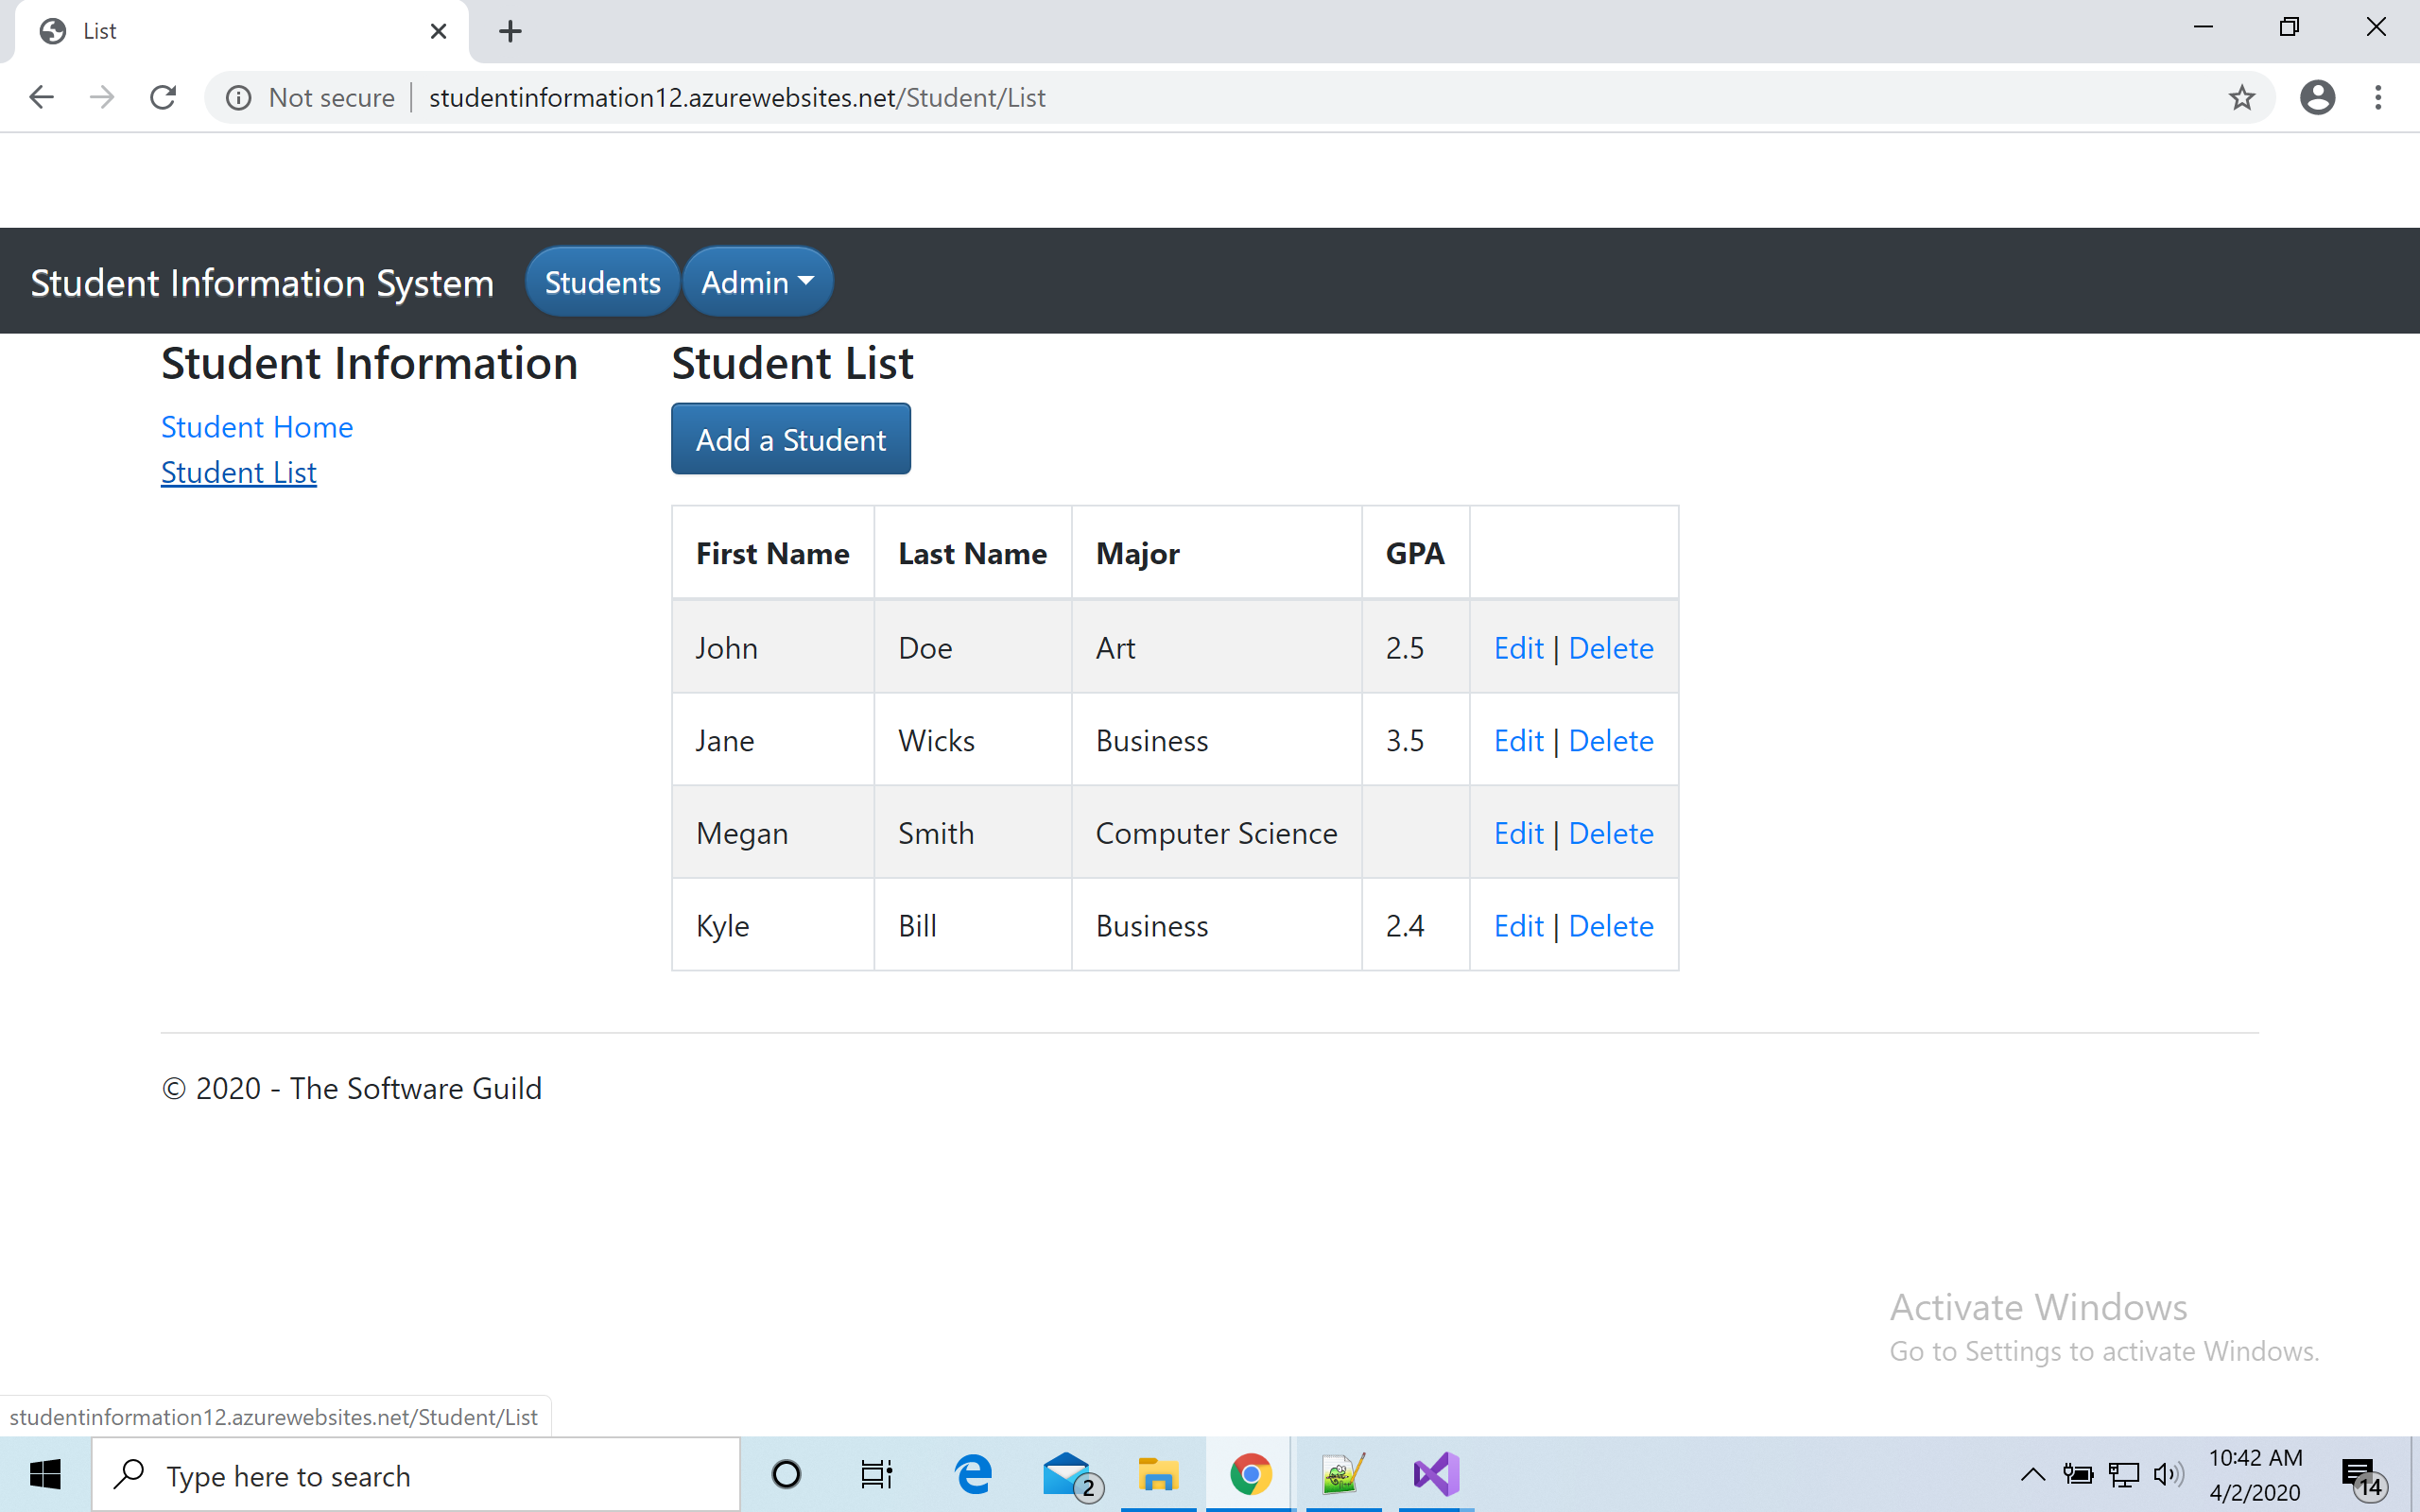 List
Not secure | studentinformation12.azurewebsites.net/Student/List
Student Information System Students Admin
Student Information
Student Home
Student List
Student List
Add a Student
First Name Last Name Major GPA
John Doe Art 2.5 Edit | Delete
Jane Wicks Business 3.5 Edit | Delete
Megan Smith Computer Science Edit | Delete
Kyle Bill Business 2.4 Edit | Delete
© 2020 - The Software Guild
Activate Windows
Go to Settings to activate Windows.
studentinformation12.azurewebsites.net/Student/List
Type here to search
2
10:42 AM
4/2/2020
14